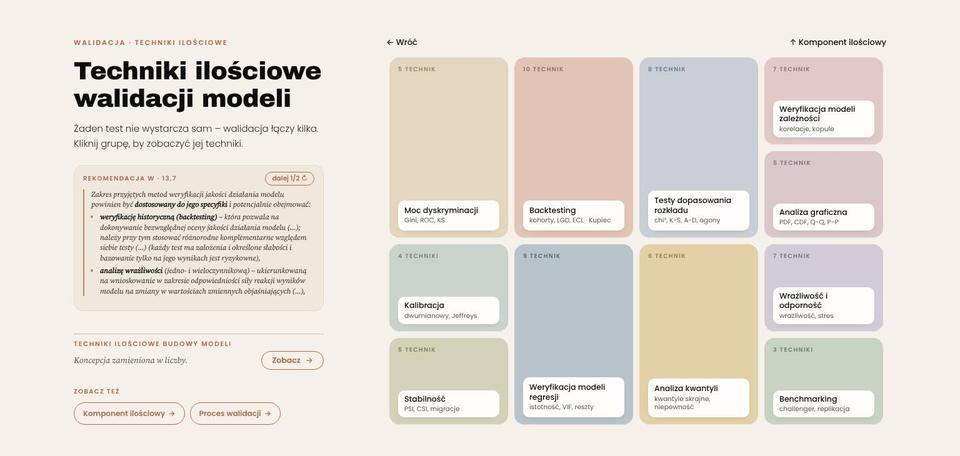 WALIDACJA · TECHNIKI ILOŚCIOWE
Techniki ilościowe
walidacji modeli
Żaden test nie wystarcza sam – walidacja łączy kilka.
Kliknij grupę, by zobaczyć jej techniki.
REKOMENDACJA W · 13.7
dalej 1/2 ↻
Zakres przyjętych metod weryfikacji jakości działania modelu
powinien być dostosowany do jego specyfiki i potencjalnie obejmować:
• weryfikację historyczną (backtesting) – która pozwala na
dokonywanie bezwzględnej oceny jakości działania modelu (...);
należy przy tym stosować różnorodne komplementarne względem
siebie testy (...) (każdy test ma założenia i określone słabości i
bazowanie tylko na jego wynikach jest ryzykowne),
• analizę wrażliwości (jedno- i wieloczynnikową) – ukierunkowaną
na wnioskowanie w zakresie odpowiedniości siły reakcji wyników
modelu na zmiany w wartościach zmiennych objaśniających (...),
TECHNIKI ILOŚCIOWE BUDOWY MODELI
Koncepcja zamieniona w liczby.
Zobacz →
ZOBACZ TEŻ
Komponent ilościowy →
Proces walidacji →
← Wróć
↑ Komponent ilościowy
5 TECHNIK
Moc dyskryminacji
Gini, ROC, KS
10 TECHNIK
Backtesting
kohorty, LGD, ECL · Kupiec
8 TECHNIK
Testy dopasowania
rozkładu
chi², K-S, A-D, ogony
7 TECHNIK
Weryfikacja modeli
zależności
korelacje, kopule
5 TECHNIK
Analiza graficzna
PDF, CDF, Q-Q, P-P
4 TECHNIKI
Kalibracja
dwumianowy, Jeffreys
9 TECHNIK
Weryfikacja modeli
regresji
istotność, VIF, reszty
6 TECHNIK
Analiza kwantyli
kwantyle skrajne,
niepewność
7 TECHNIK
Wrażliwość i
odporność
wrażliwość, stres
5 TECHNIK
Stabilność
PSI, CSI, migracje
3 TECHNIKI
Benchmarking
challenger, replikacja